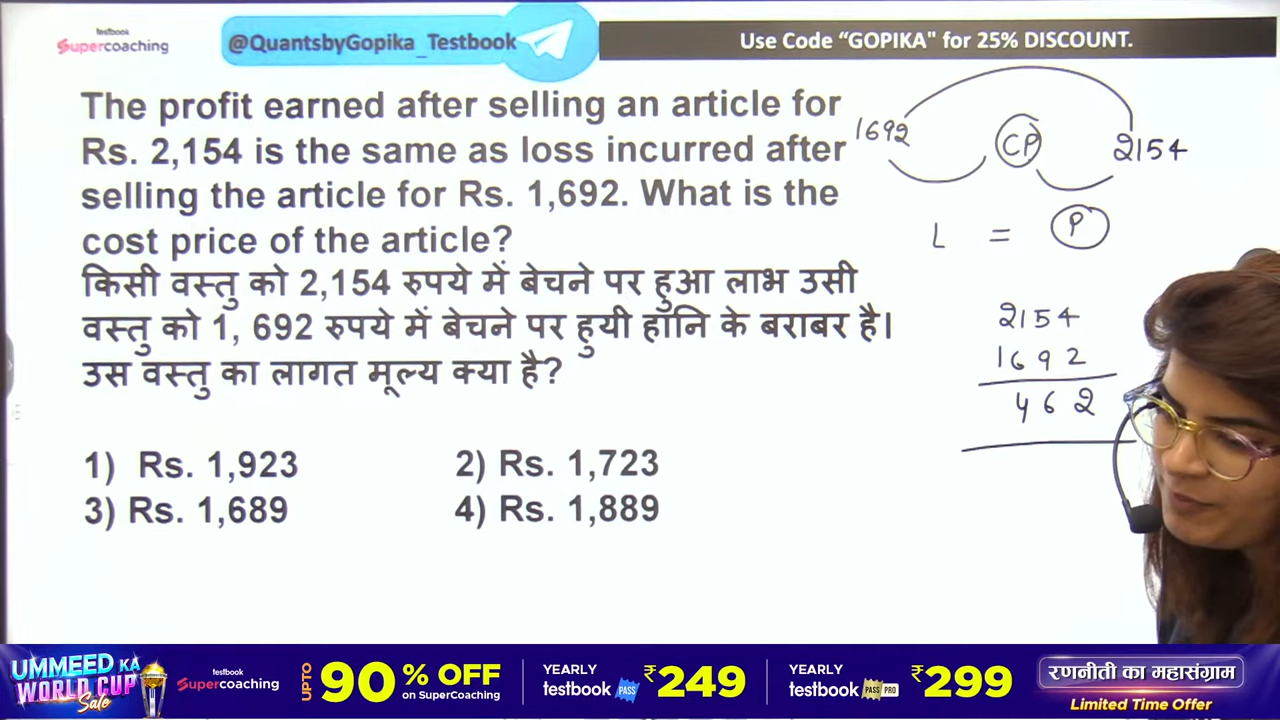 testbook
Supercoaching
@QuantsbyGopika_Testbook
Use Code “GOPIKA" for 25% DISCOUNT.
The profit earned after selling an article for
Rs. 2,154 is the same as loss incurred after
selling the article for Rs. 1,692. What is the
cost price of the article?
किसी वस्तु को 2,154 रुपये में बेचने पर हुआ लाभ उसी
वस्तु को 1, 692 रुपये में बेचने पर हुयी हानि के बराबर है।
उस वस्तु का लागत मूल्य क्या है?
1) Rs. 1,923
2) Rs. 1,723
3) Rs. 1,689
4) Rs. 1,889
1692 CP 2154
L = P
2154
1692
462
UMMEED KA
WORLD CUP
Sale
testbook
Supercoaching
UPTO 90% OFF
on SuperCoaching
YEARLY
testbook PASS
₹249
YEARLY
testbook PASS PRO
₹299
रणनीती का महासंग्राम
Limited Time Offer